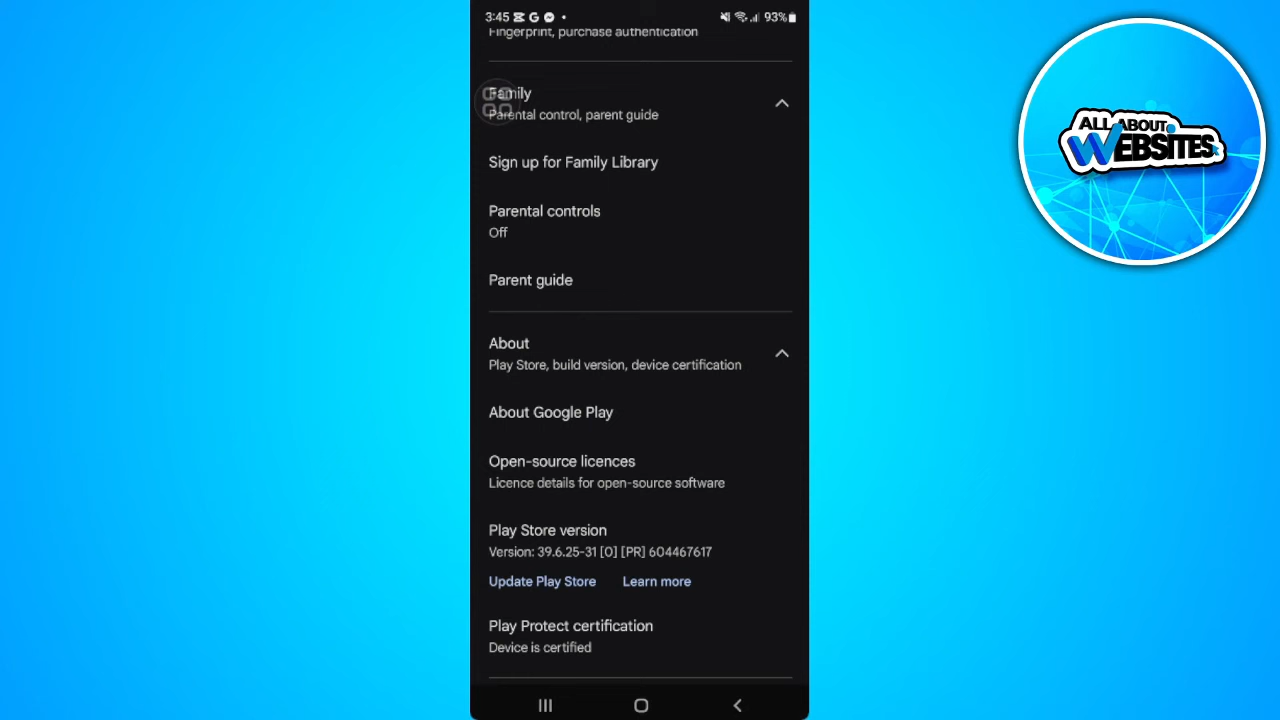 3:45
93%
Fingerprint, purchase authentication
Family
Parental control, parent guide
Sign up for Family Library
Parental controls
Off
Parent guide
About
Play Store, build version, device certification
About Google Play
Open-source licences
Licence details for open-source software
Play Store version
Version: 39.6.25-31 [0] [PR] 604467617
Update Play Store Learn more
Play Protect certification
Device is certified
ALL ABOUT
WEBSITES